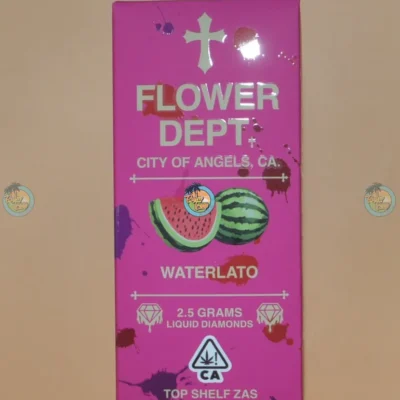 FLOWER
DEPT.
CITY OF ANGELS, CA.
WATERLATO
2.5 GRAMS
LIQUID DIAMONDS
CA
TOP SHELF ZAS